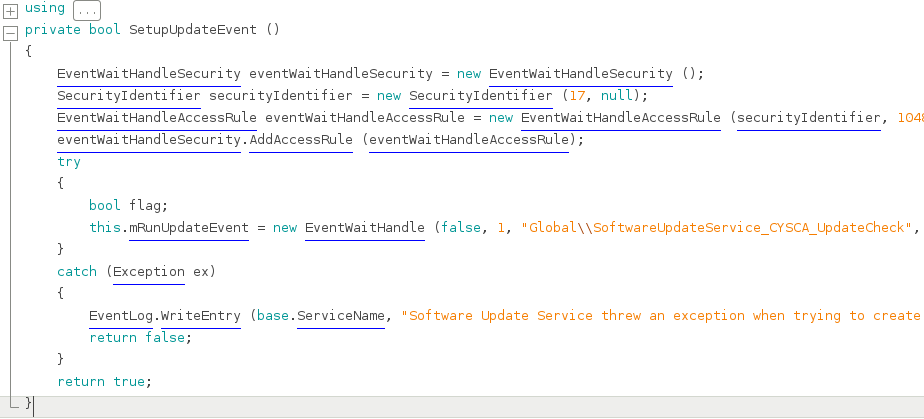 using ...
private bool SetupUpdateEvent ()
{
EventWaitHandleSecurity eventWaitHandleSecurity = new EventWaitHandleSecurity ();
SecurityIdentifier securityIdentifier = new SecurityIdentifier (17, null);
EventWaitHandleAccessRule eventWaitHandleAccessRule = new EventWaitHandleAccessRule (securityIdentifier, 1048
eventWaitHandleSecurity.AddAccessRule (eventWaitHandleAccessRule);
try
{
bool flag;
this.mRunUpdateEvent = new EventWaitHandle (false, 1, "Global\\SoftwareUpdateService_CYSCA_UpdateCheck",
}
catch (Exception ex)
{
EventLog.WriteEntry (base.ServiceName, "Software Update Service threw an exception when trying to create
return false;
}
return true;
}